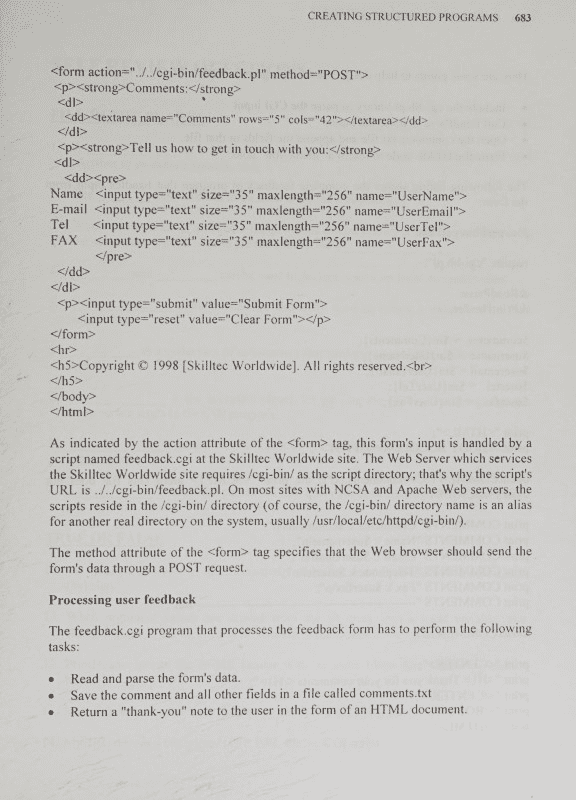 CREATING STRUCTURED PROGRAMS 683
<form action="../../cgi-bin/feedback.pl" method="POST">
<p><strong>Comments:</strong>
<dl>
<dd><textarea name="Comments" rows="5" cols="42"></textarea></dd>
</dl>
<p><strong>Tell us how to get in touch with you:</strong>
<dl>
<dd><pre>
Name <input type="text" size="35" maxlength="256" name="UserName">
E-mail <input type="text" size="35" maxlength="256" name="UserEmail">
Tel <input type="text" size="35" maxlength="256" name="UserTel">
FAX <input type="text" size="35" maxlength="256" name="UserFax">
</pre>
</dd>
</dl>
<p><input type="submit" value="Submit Form">
<input type="reset" value="Clear Form"></p>
</form>
<hr>
<h5>Copyright © 1998 [Skilltec Worldwide]. All rights reserved.<br>
</h5>
</body>
</html>
As indicated by the action attribute of the <form> tag, this form's input is handled by a
script named feedback.cgi at the Skilltec Worldwide site. The Web Server which services
the Skilltec Worldwide site requires /cgi-bin/ as the script directory; that's why the script's
URL is ../../cgi-bin/feedback.pl. On most sites with NCSA and Apache Web servers, the
scripts reside in the /cgi-bin/ directory (of course, the /cgi-bin/ directory name is an alias
for another real directory on the system, usually /usr/local/etc/httpd/cgi-bin/).
The method attribute of the <form> tag specifies that the Web browser should send the
form's data through a POST request.
Processing user feedback
The feedback.cgi program that processes the feedback form has to perform the following
tasks:
• Read and parse the form's data.
• Save the comment and all other fields in a file called comments.txt
• Return a "thank-you" note to the user in the form of an HTML document.